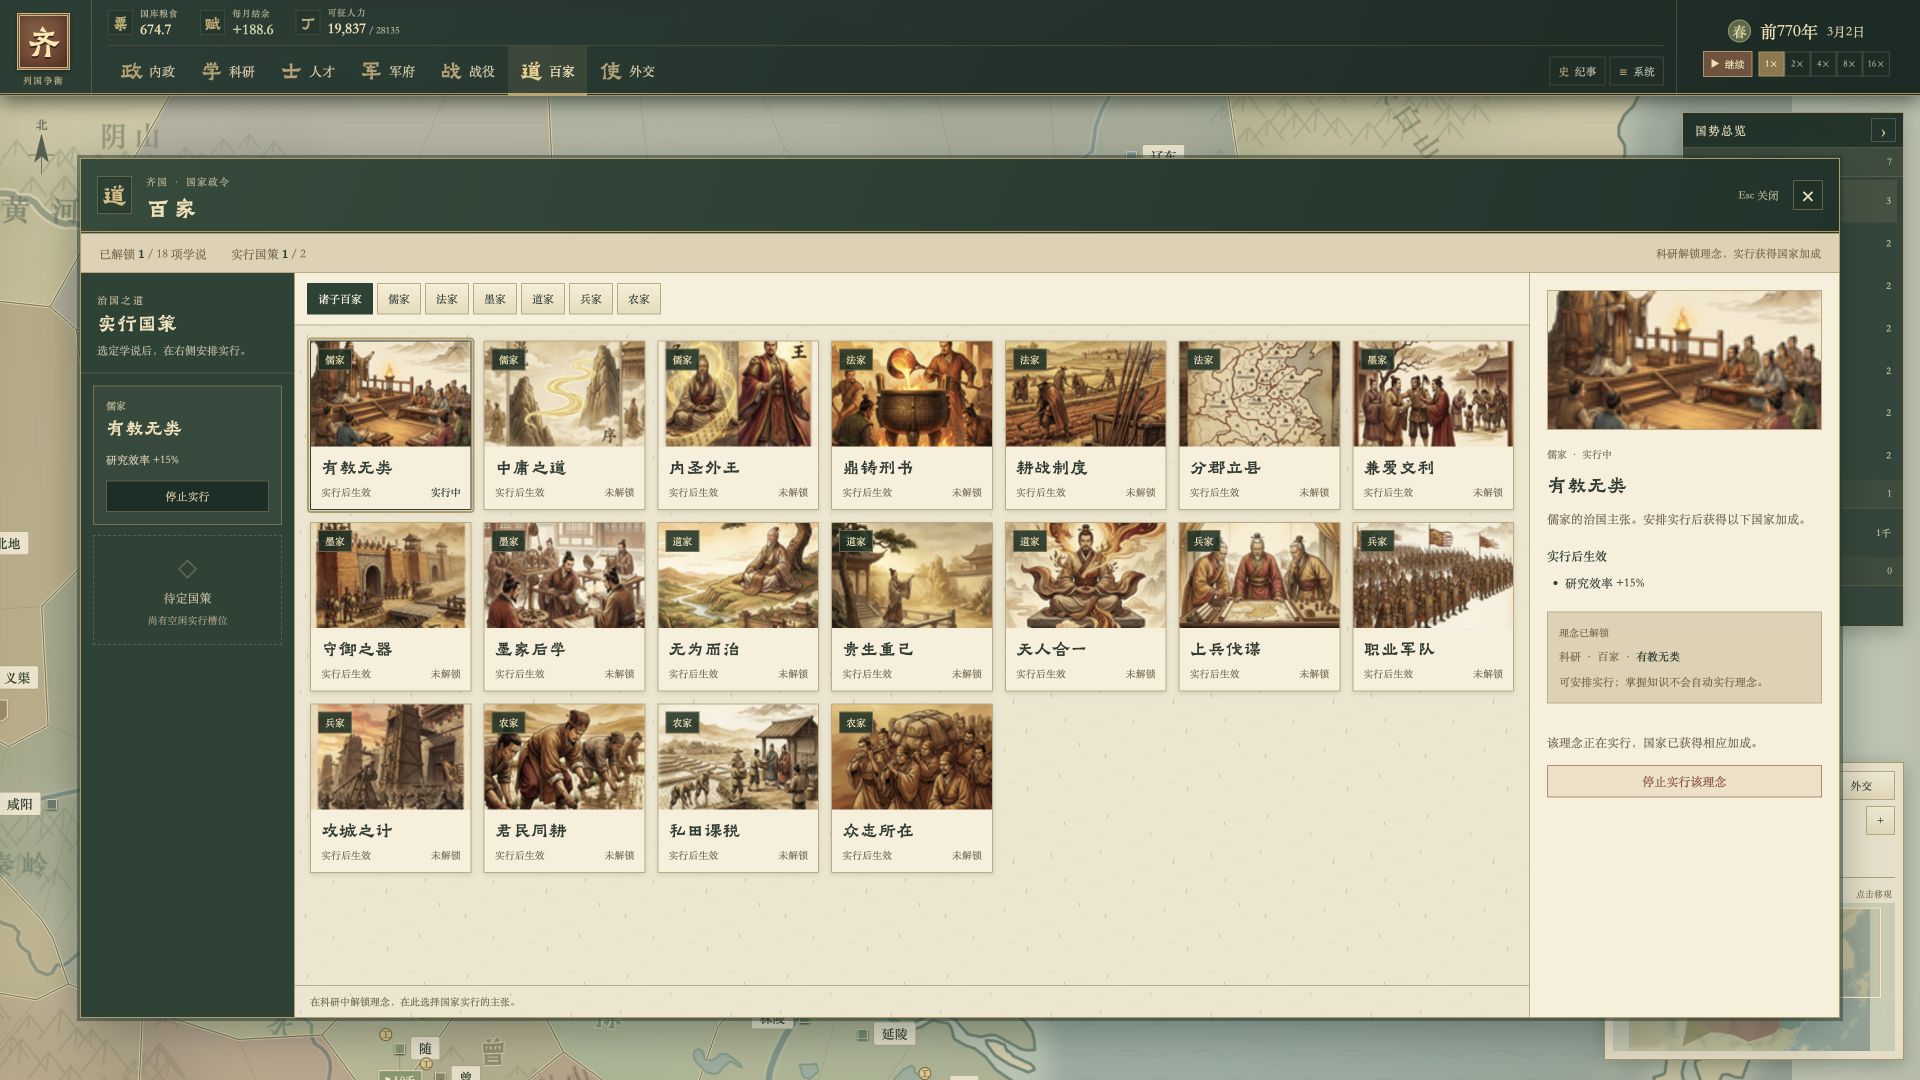 齐
列国争衡
粟 国库粮食 674.7
赋 每月结余 +188.6
丁 可征人力 19,837 / 28135
政 内政
学 科研
士 人才
军 军府
战 战役
道 百家
使 外交
史 纪事
≡ 系统
春 前770年 3月2日
▶ 继续 1× 2× 4× 8× 16×
北
阴山
黄河
白山
辽东
国势总览 ›
7
3
2
2
2
2
2
2
1
1千
0
道
齐国 · 国家政令
百家
Esc 关闭 ×
已解锁 1 / 18 项学说 实行国策 1 / 2
科研解锁理念，实行获得国家加成
治国之道
实行国策
选定学说后，在右侧安排实行。
儒家
有教无类
研究效率 +15%
停止实行
待定国策
尚有空闲实行槽位
诸子百家 儒家 法家 墨家 道家 兵家 农家
儒家
有教无类
实行后生效 实行中
儒家
序
中庸之道
实行后生效 未解锁
儒家
王
内圣外王
实行后生效 未解锁
法家
鼎铸刑书
实行后生效 未解锁
法家
耕战制度
实行后生效 未解锁
法家
分郡立县
实行后生效 未解锁
墨家
兼爱交利
实行后生效 未解锁
墨家
守御之器
实行后生效 未解锁
墨家
墨家后学
实行后生效 未解锁
道家
无为而治
实行后生效 未解锁
道家
贵生重己
实行后生效 未解锁
道家
天人合一
实行后生效 未解锁
兵家
上兵伐谋
实行后生效 未解锁
兵家
职业军队
实行后生效 未解锁
兵家
攻城之计
实行后生效 未解锁
农家
君民同耕
实行后生效 未解锁
农家
私田课税
实行后生效 未解锁
农家
众志所在
实行后生效 未解锁
在科研中解锁理念，在此选择国家实行的主张。
儒家 · 实行中
有教无类
儒家的治国主张。安排实行后获得以下国家加成。
实行后生效
• 研究效率 +15%
理念已解锁
科研 · 百家 · 有教无类
可安排实行；掌握知识不会自动实行理念。
该理念正在实行，国家已获得相应加成。
停止实行该理念
北地
义渠
咸阳
秦岭
外交
+
点击移观
随
曾
曾
延陵
工
工
工